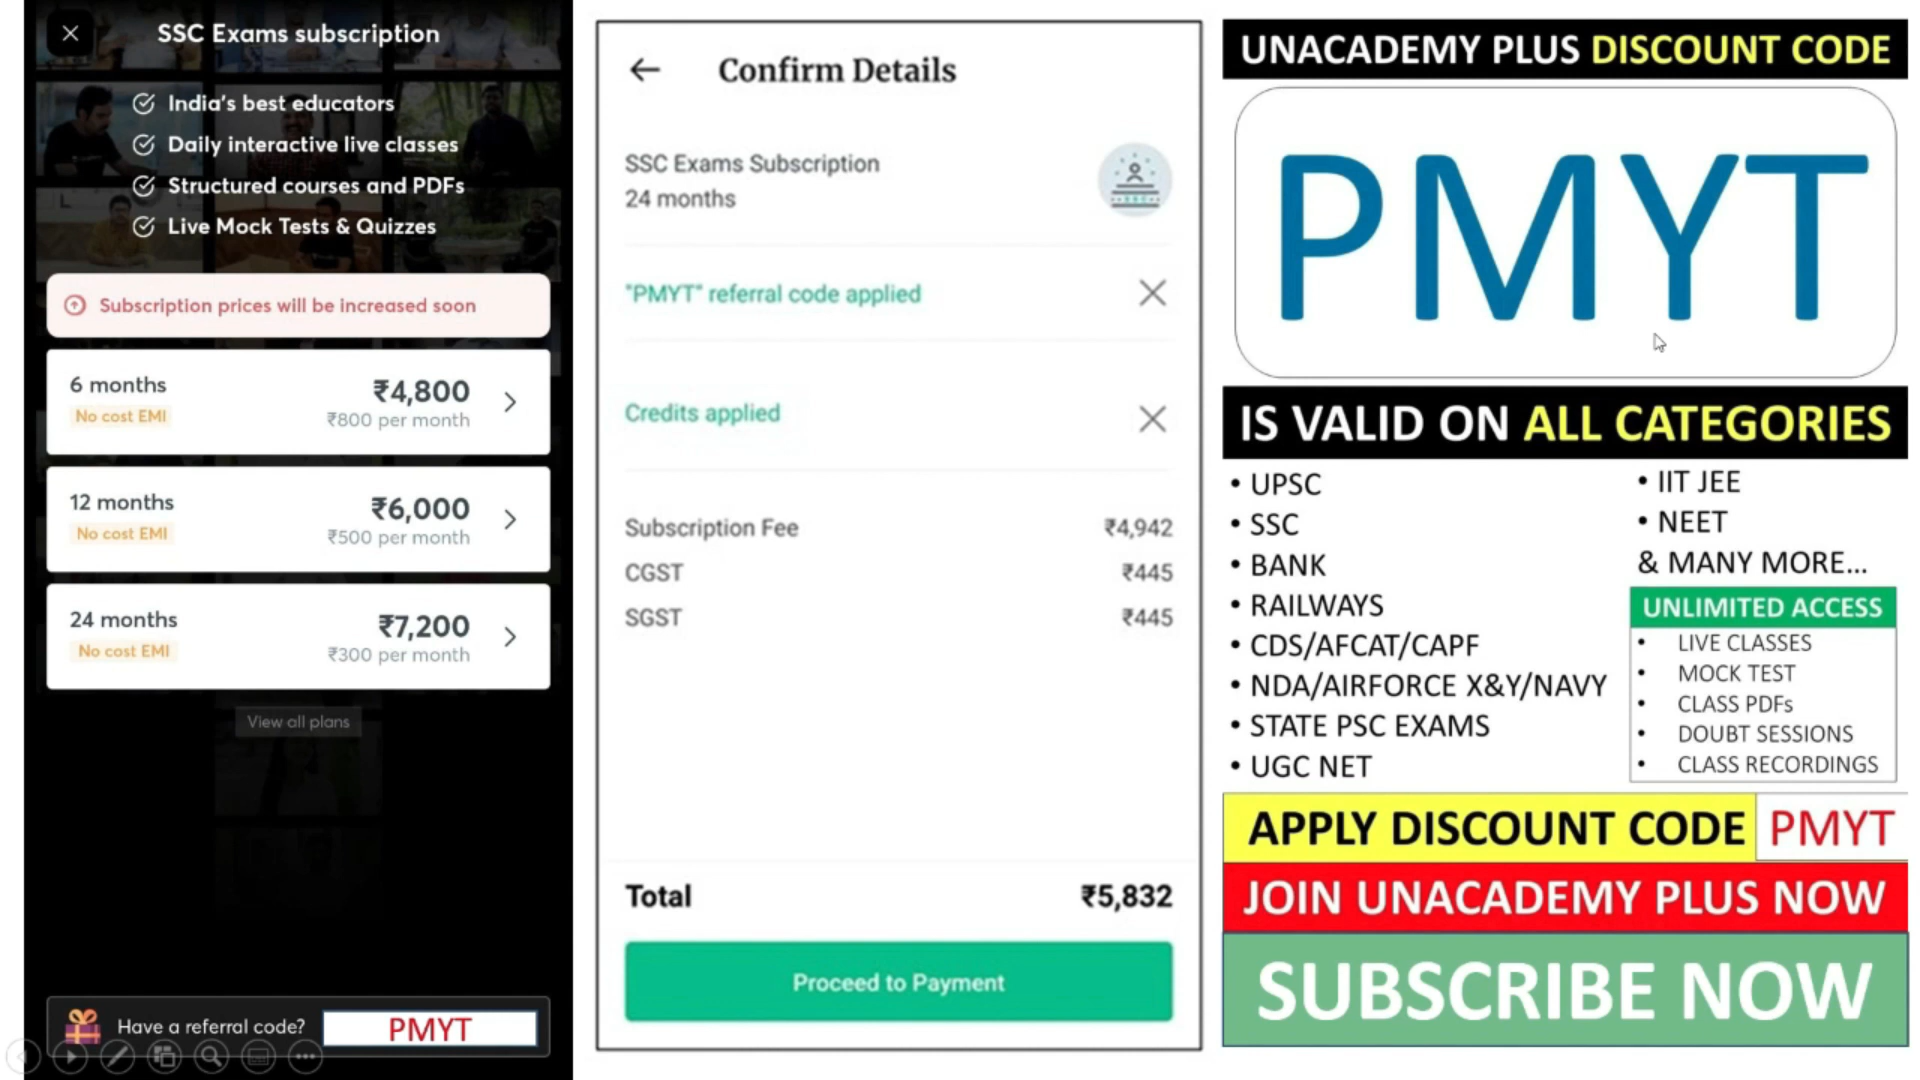 SSC Exams subscription
India's best educators
Daily interactive live classes
Structured courses and PDFs
Live Mock Tests & Quizzes
Subscription prices will be increased soon
6 months
₹4,800
No cost EMI
₹800 per month
12 months
₹6,000
No cost EMI
₹500 per month
24 months
₹7,200
No cost EMI
₹300 per month
View all plans
Have a referral code? PMYT
Confirm Details
SSC Exams Subscription
24 months
"PMYT" referral code applied
Credits applied
Subscription Fee ₹4,942
CGST ₹445
SGST ₹445
Total ₹5,832
Proceed to Payment
UNACADEMY PLUS DISCOUNT CODE
PMYT
IS VALID ON ALL CATEGORIES
• UPSC
• SSC
• BANK
• RAILWAYS
• CDS/AFCAT/CAPF
• NDA/AIRFORCE X&Y/NAVY
• STATE PSC EXAMS
• UGC NET
• IIT JEE
• NEET
& MANY MORE...
UNLIMITED ACCESS
• LIVE CLASSES
• MOCK TEST
• CLASS PDFs
• DOUBT SESSIONS
• CLASS RECORDINGS
APPLY DISCOUNT CODE PMYT
JOIN UNACADEMY PLUS NOW
SUBSCRIBE NOW